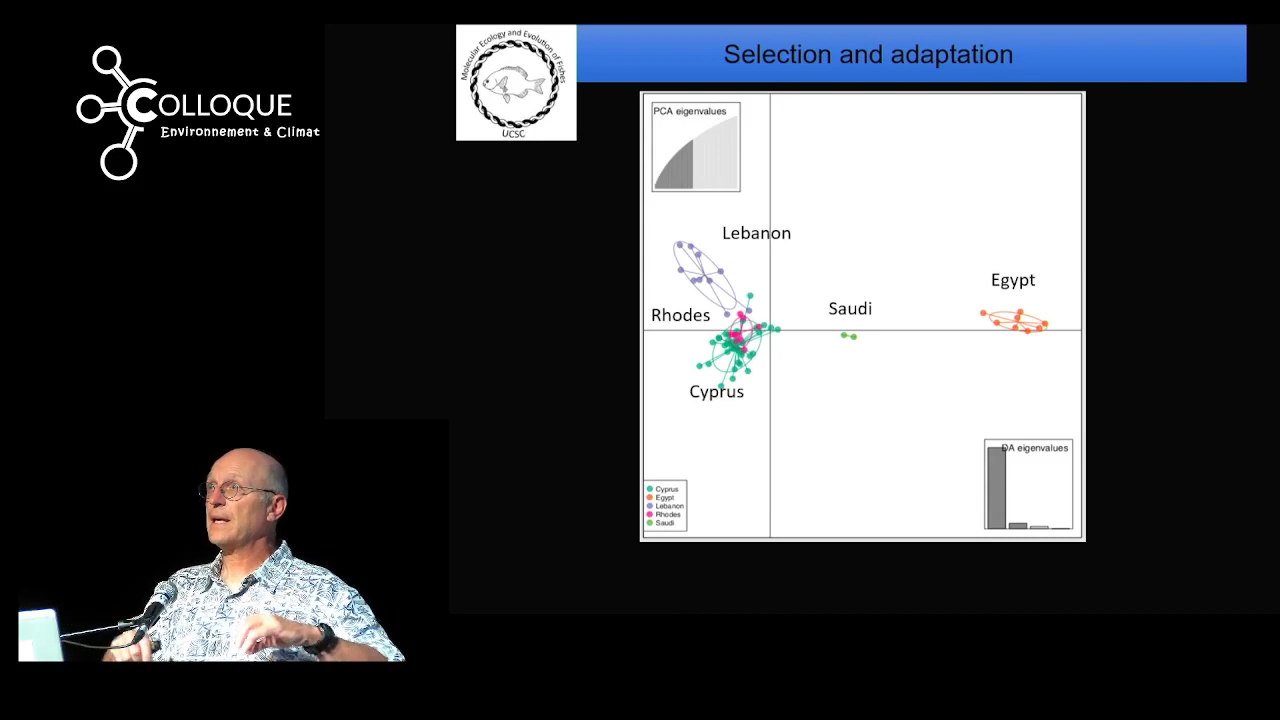 COLLOQUE
Environnement & Climat
Molecular Ecology and Evolution of Fishes
UCSC
Selection and adaptation
PCA eigenvalues
Lebanon
Egypt
Rhodes
Saudi
Cyprus
DA eigenvalues
Cyprus
Egypt
Lebanon
Rhodes
Saudi